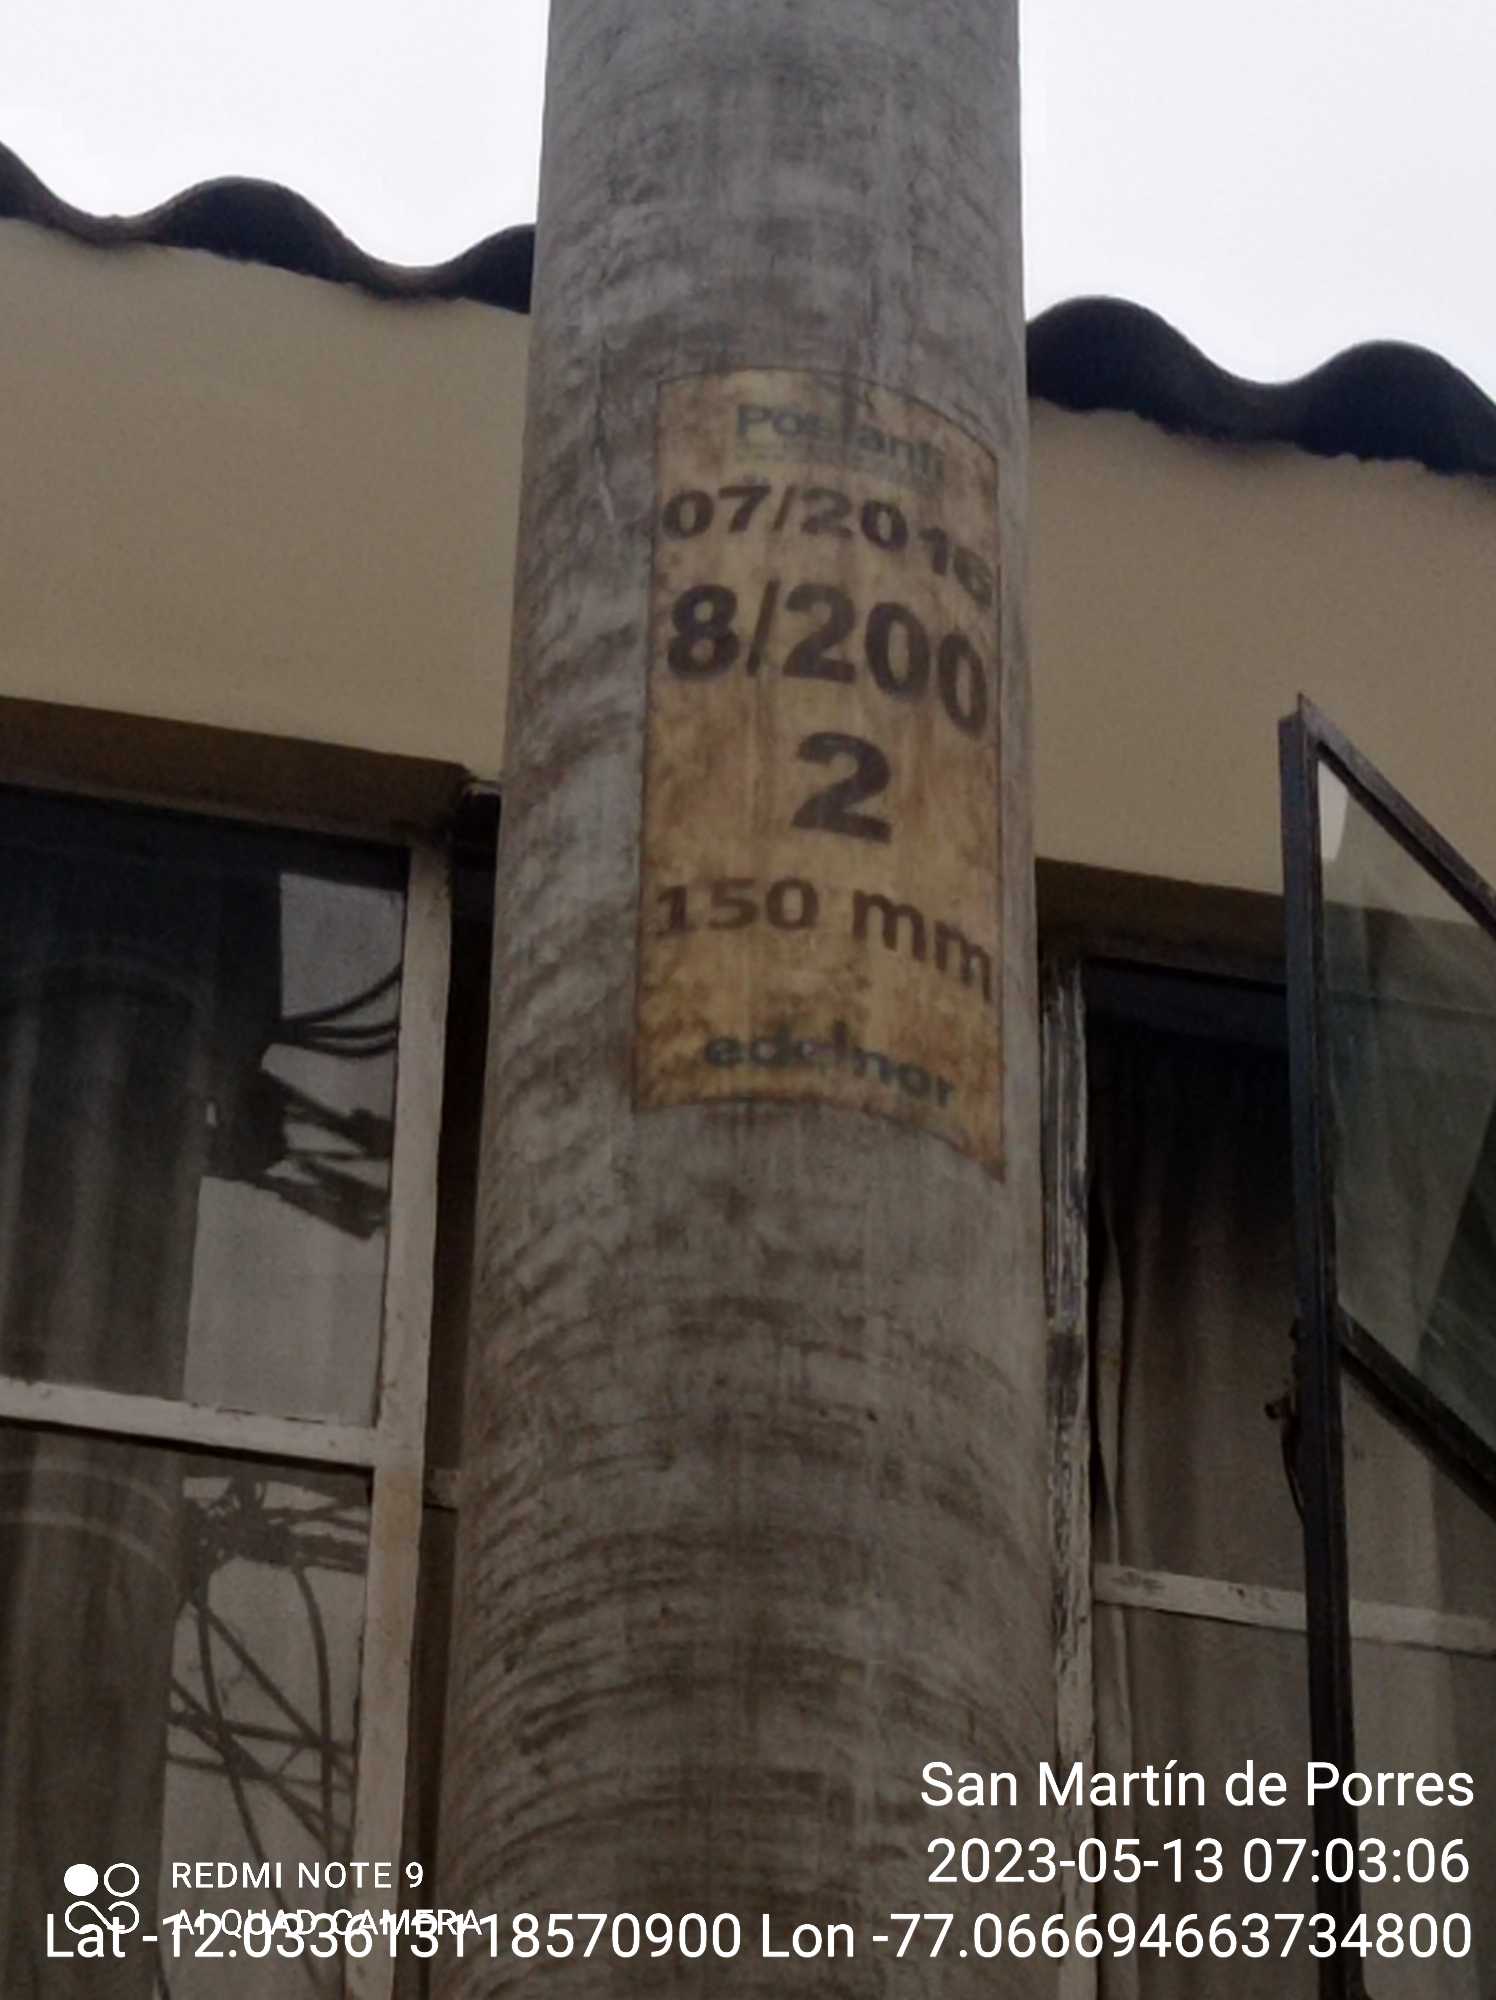 07/2016
8/200
2
150 mm
edelnor
San Martín de Porres
2023-05-13 07:03:06
REDMI NOTE 9
AI QUAD CAMERA
Lat -12.033613118570900 Lon -77.066694663734800